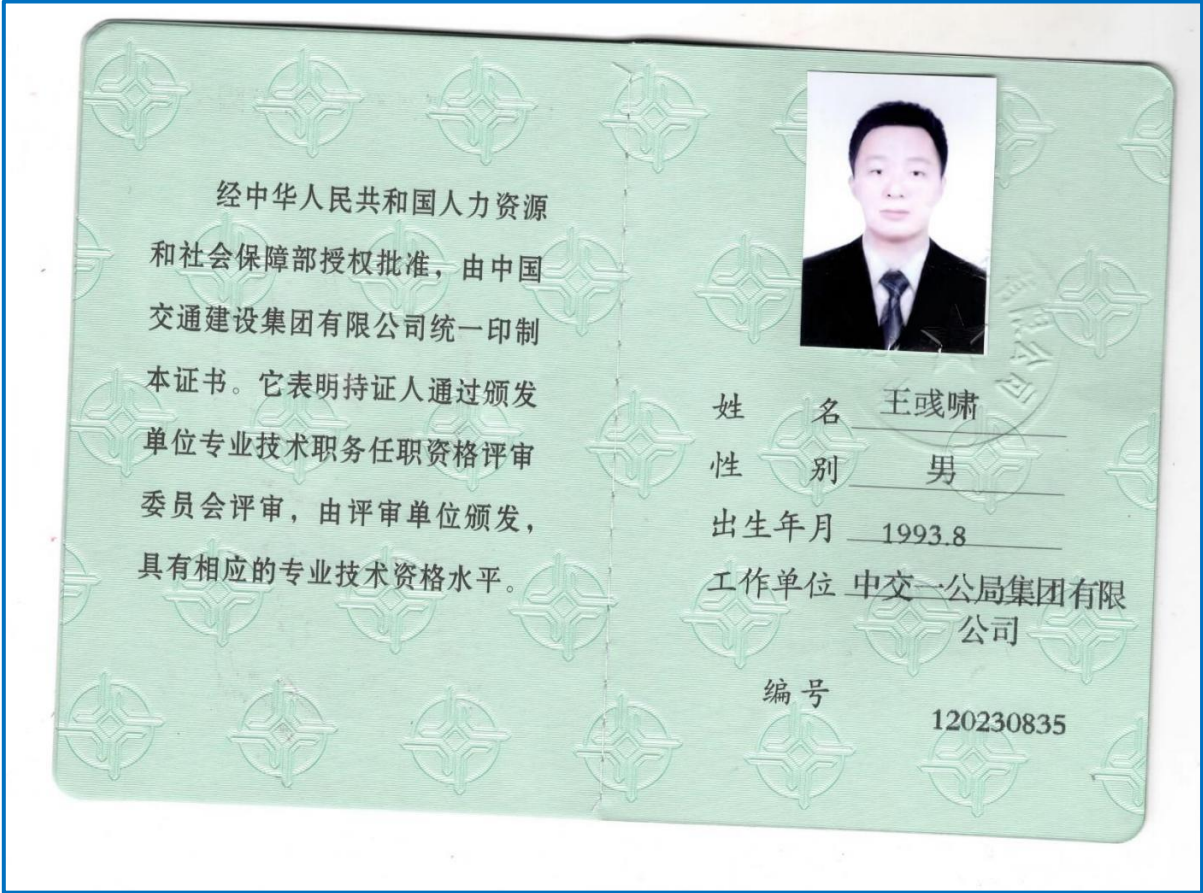 经中华人民共和国人力资源
和社会保障部授权批准，由中国
交通建设集团有限公司统一印制
本证书。它表明持证人通过颁发
单位专业技术职务任职资格评审
委员会评审，由评审单位颁发，
具有相应的专业技术资格水平。
有限公司
姓 名 王彧啸
性 别 男
出生年月 1993.8
工作单位 中交一公局集团有限
公司
编号
120230835